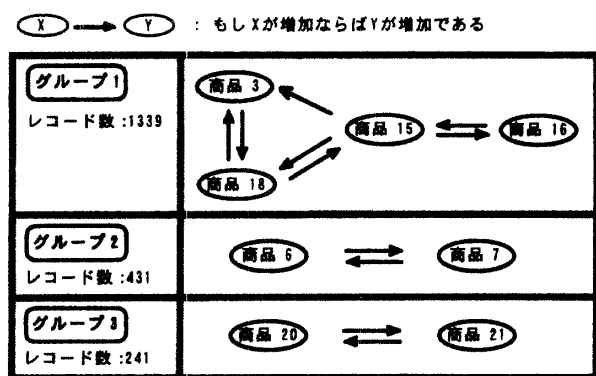 X → Y : もしXが増加ならばYが増加である
グループ1
レコード数:1339
商品 3
商品 15
商品 16
商品 18
グループ2
レコード数:431
商品 6
商品 7
グループ3
レコード数:241
商品 20
商品 21